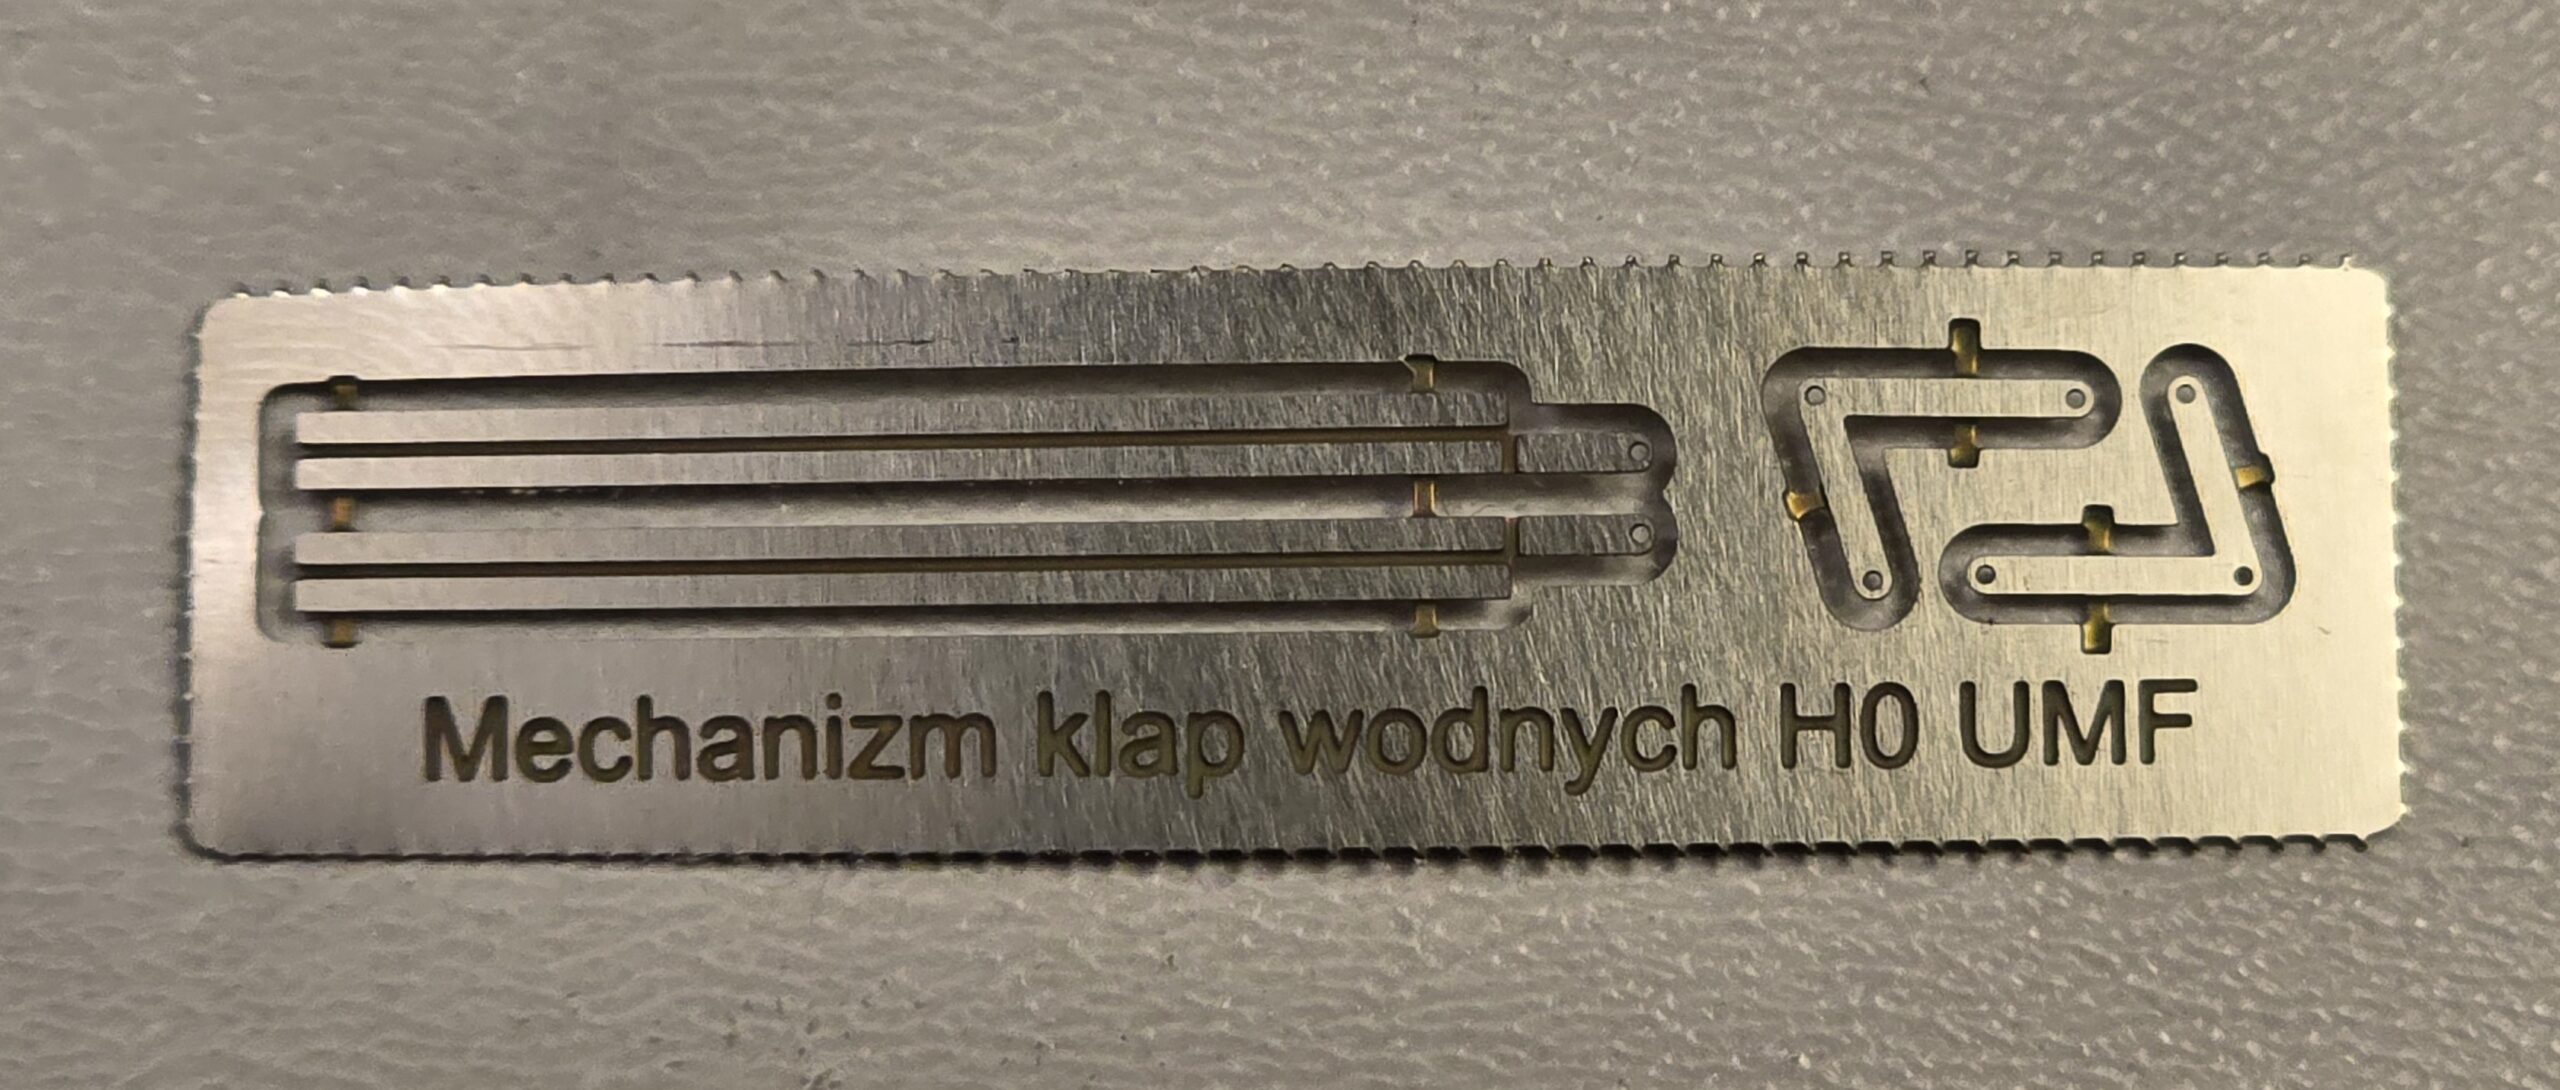 Mechanizm klap wodnych H0 UMF